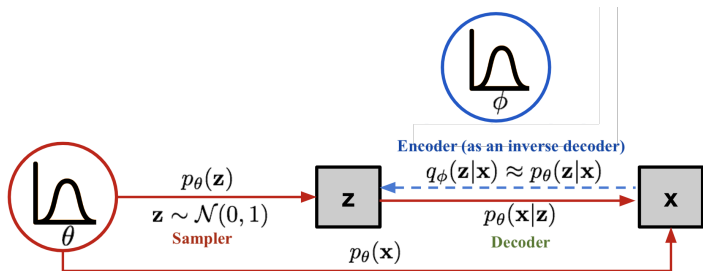 ϕ
Encoder (as an inverse decoder)
q_ϕ(z|x) ≈ p_θ(z|x)
p_θ(z)
z ∼ 𝒩(0, 1)
Sampler
θ
z
p_θ(x|z)
Decoder
x
p_θ(x)